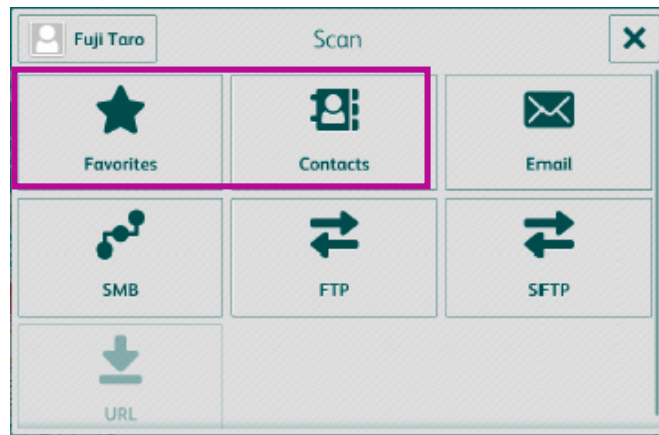 Fuji Taro
Scan
Favorites
Contacts
Email
SMB
FTP
SFTP
URL